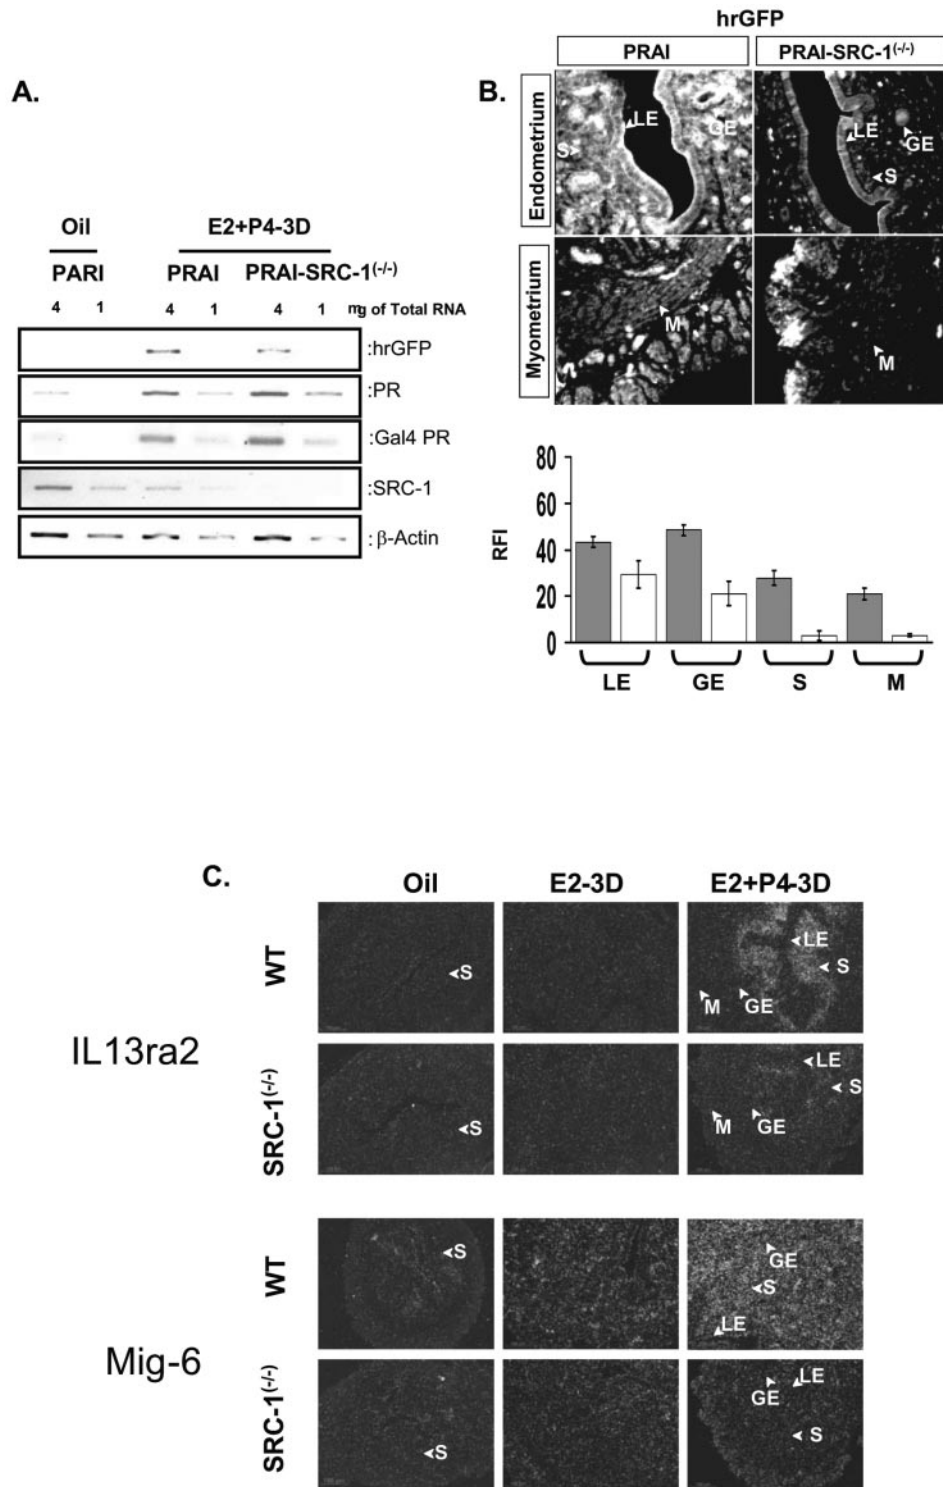 A.
Oil
E2+P4-3D
PARI
PRAI
PRAI-SRC-1(-/-)
4 1 4 1 4 1 mg of Total RNA
:hrGFP
:PR
:Gal4 PR
:SRC-1
:β-Actin
B.
hrGFP
PRAI
PRAI-SRC-1(-/-)
Endometrium
S
LE
GE
LE
GE
S
Myometrium
M
M
RFI
80
60
40
20
0
LE GE S M
C.
Oil
E2-3D
E2+P4-3D
IL13ra2
WT
S
LE
S
M
GE
SRC-1(-/-)
S
LE
S
M
GE
Mig-6
WT
S
GE
S
LE
SRC-1(-/-)
S
GE
LE
S